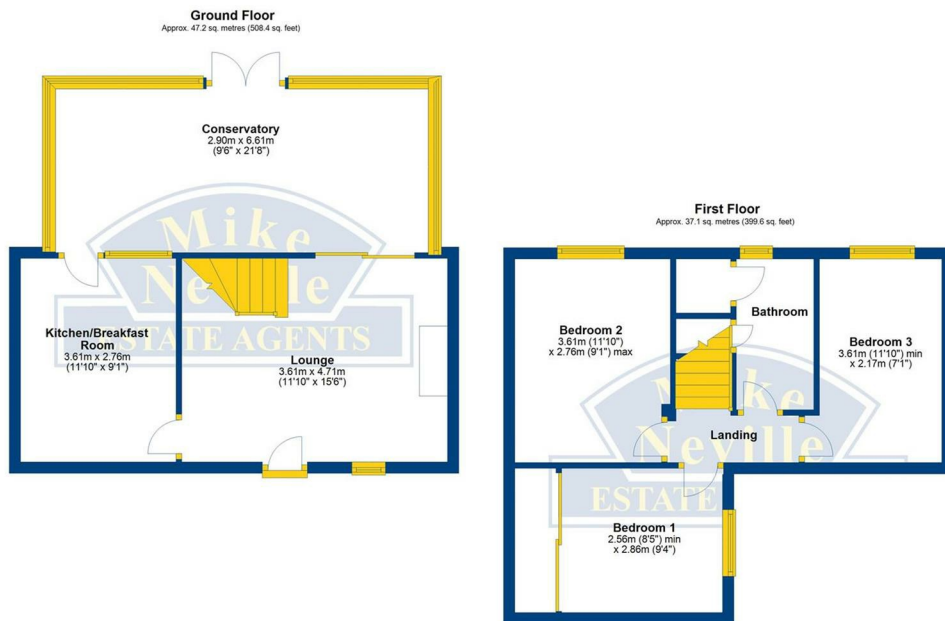 Ground Floor
Approx. 47.2 sq. metres (508.4 sq. feet)
Conservatory
2.90m x 6.61m
(9'6" x 21'8")
Mike
Neville
ESTATE AGENTS
Kitchen/Breakfast
Room
3.61m x 2.76m
(11'10" x 9'1")
Lounge
3.61m x 4.71m
(11'10" x 15'6")
First Floor
Approx. 37.1 sq. metres (399.6 sq. feet)
Bedroom 2
3.61m (11'10")
x 2.76m (9'1") max
Bathroom
Bedroom 3
3.61m (11'10") min
x 2.17m (7'1")
Mike
Neville
Landing
ESTATE
Bedroom 1
2.56m (8'5") min
x 2.86m (9'4")